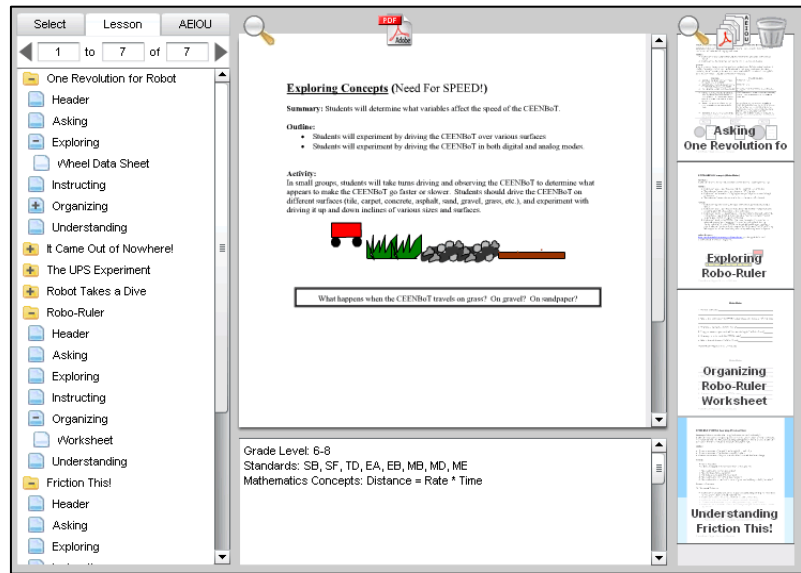 Select Lesson AEIOU
1 to 7 of 7
One Revolution for Robot
Header
Asking
Exploring
Wheel Data Sheet
Instructing
Organizing
Understanding
It Came Out of Nowhere!
The UPS Experiment
Robot Takes a Dive
Robo-Ruler
Header
Asking
Exploring
Instructing
Organizing
Worksheet
Understanding
Friction This!
Header
Asking
Exploring
PDF
Adobe
Exploring Concepts (Need For SPEED!)
Summary: Students will determine what variables affect the speed of the CEENBoT.
Outline:
• Students will experiment by driving the CEENBoT over various surfaces
• Students will experiment by driving the CEENBoT in both digital and analog modes.
Activity:
In small groups, students will take turns driving and observing the CEENBoT to determine what
appears to make the CEENBoT go faster or slower. Students should drive the CEENBoT on
different surfaces (tile, carpet, concrete, asphalt, sand, gravel, grass, etc.), and experiment with
driving it up and down inclines of various sizes and surfaces.
What happens when the CEENBoT travels on grass? On gravel? On sandpaper?
Grade Level: 6-8
Standards: SB, SF, TD, EA, EB, MB, MD, ME
Mathematics Concepts: Distance = Rate * Time
AEIOU
Asking
One Revolution fo
Exploring
Robo-Ruler
Organizing
Robo-Ruler
Worksheet
Understanding
Friction This!